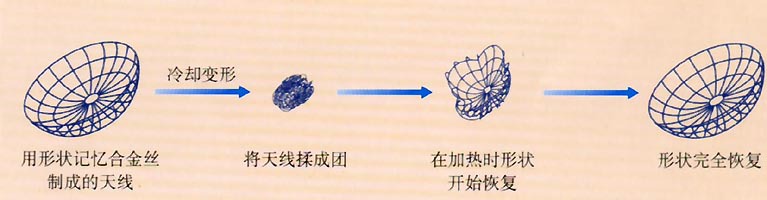 冷却变形
用形状记忆合金丝
制成的天线
将天线揉成团
在加热时形状
开始恢复
形状完全恢复